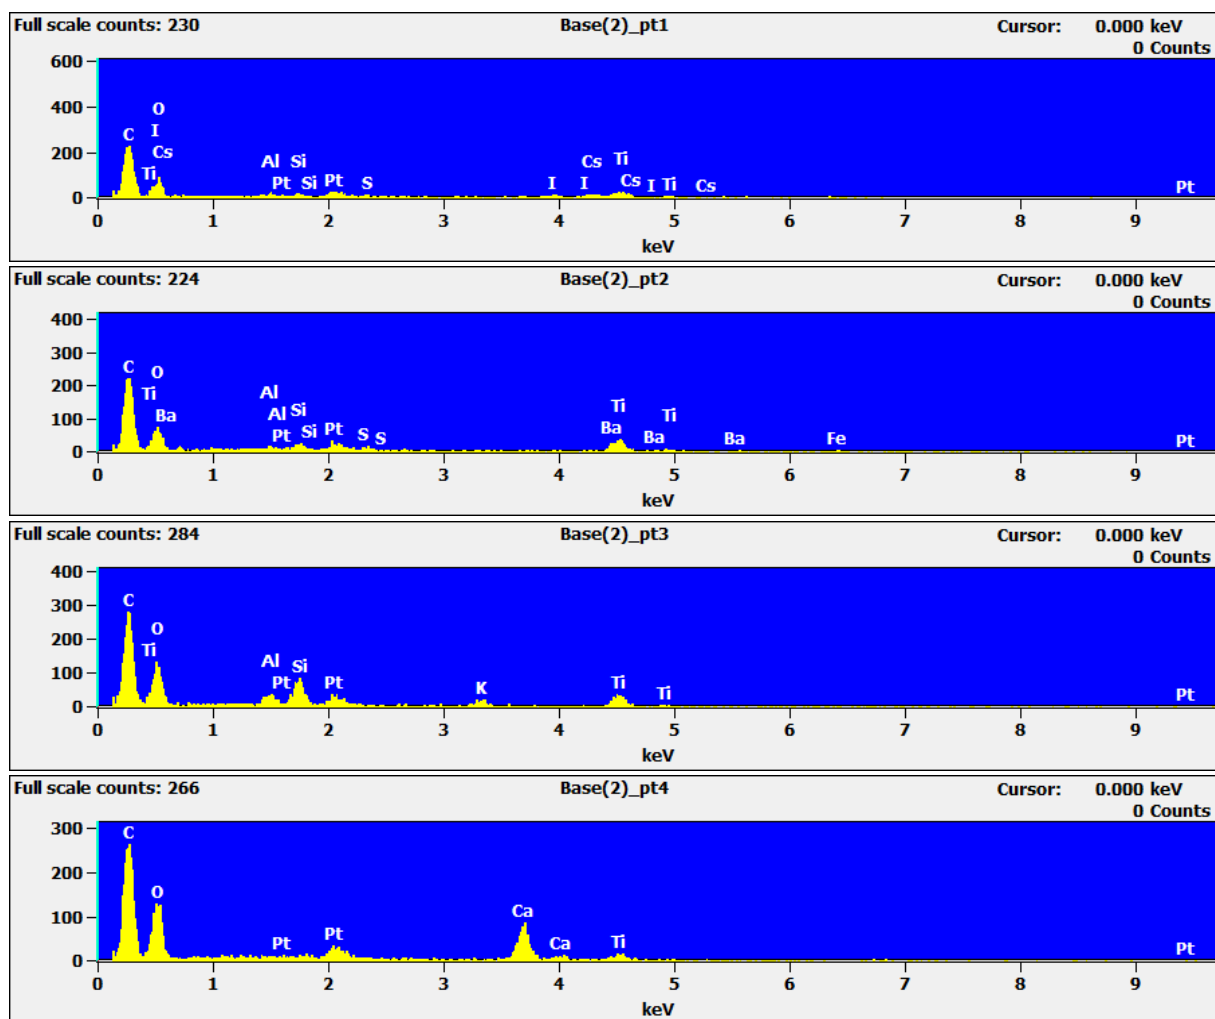 Full scale counts: 230 Base(2)_pt1 Cursor: 0.000 keV
0 Counts
600
400
200
0
C
O
I
Cs
Ti
Al Si
Pt Si Pt S
I I
Cs Ti
Cs I Ti Cs
Pt
0 1 2 3 4 5 6 7 8 9
keV
Full scale counts: 224 Base(2)_pt2 Cursor: 0.000 keV
0 Counts
400
300
200
100
0
C O
Ti Ba
Al
Al Si
Pt Si Pt S S
Ti
Ba Ba Ti
Ba Fe Pt
0 1 2 3 4 5 6 7 8 9
keV
Full scale counts: 284 Base(2)_pt3 Cursor: 0.000 keV
0 Counts
400
300
200
100
0
C
O
Ti
Al Si
Pt Pt K Ti Ti Pt
0 1 2 3 4 5 6 7 8 9
keV
Full scale counts: 266 Base(2)_pt4 Cursor: 0.000 keV
0 Counts
300
200
100
0
C
O
Pt Pt Ca Ca Ti Pt
0 1 2 3 4 5 6 7 8 9
keV